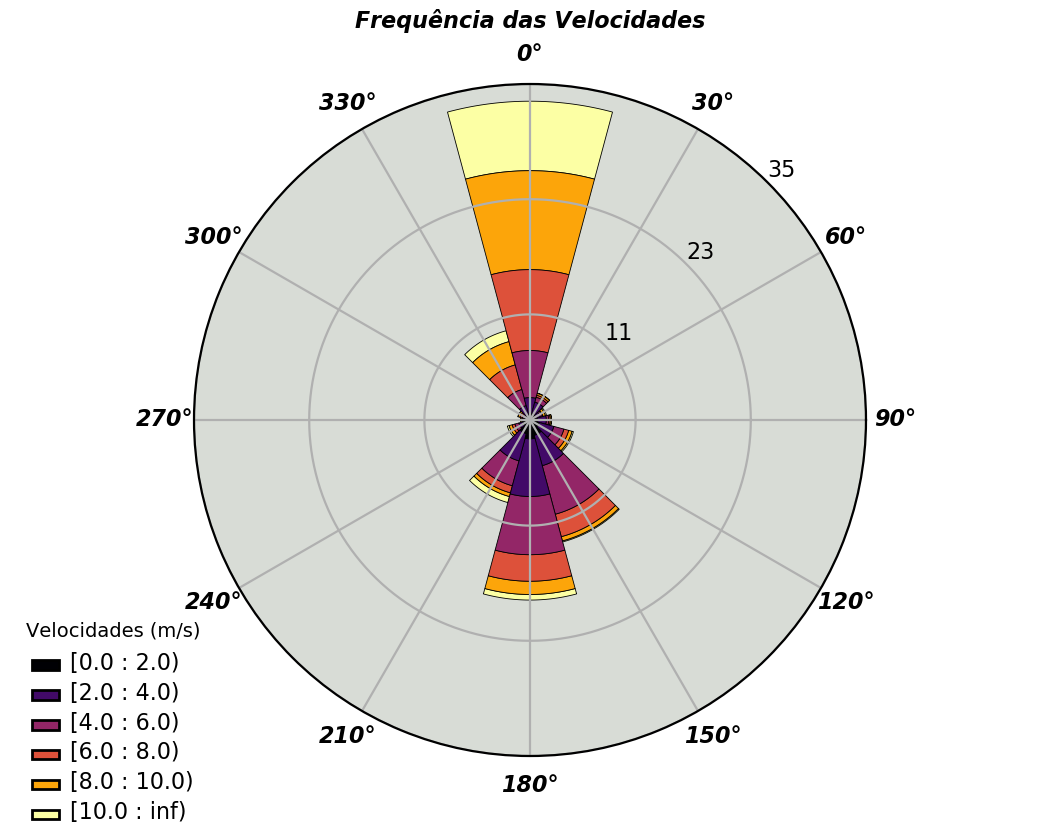 Frequência das Velocidades
0°
330°
30°
35
300°
60°
23
11
270°
90°
240°
120°
210°
150°
180°
Velocidades (m/s)
[0.0 : 2.0)
[2.0 : 4.0)
[4.0 : 6.0)
[6.0 : 8.0)
[8.0 : 10.0)
[10.0 : inf)